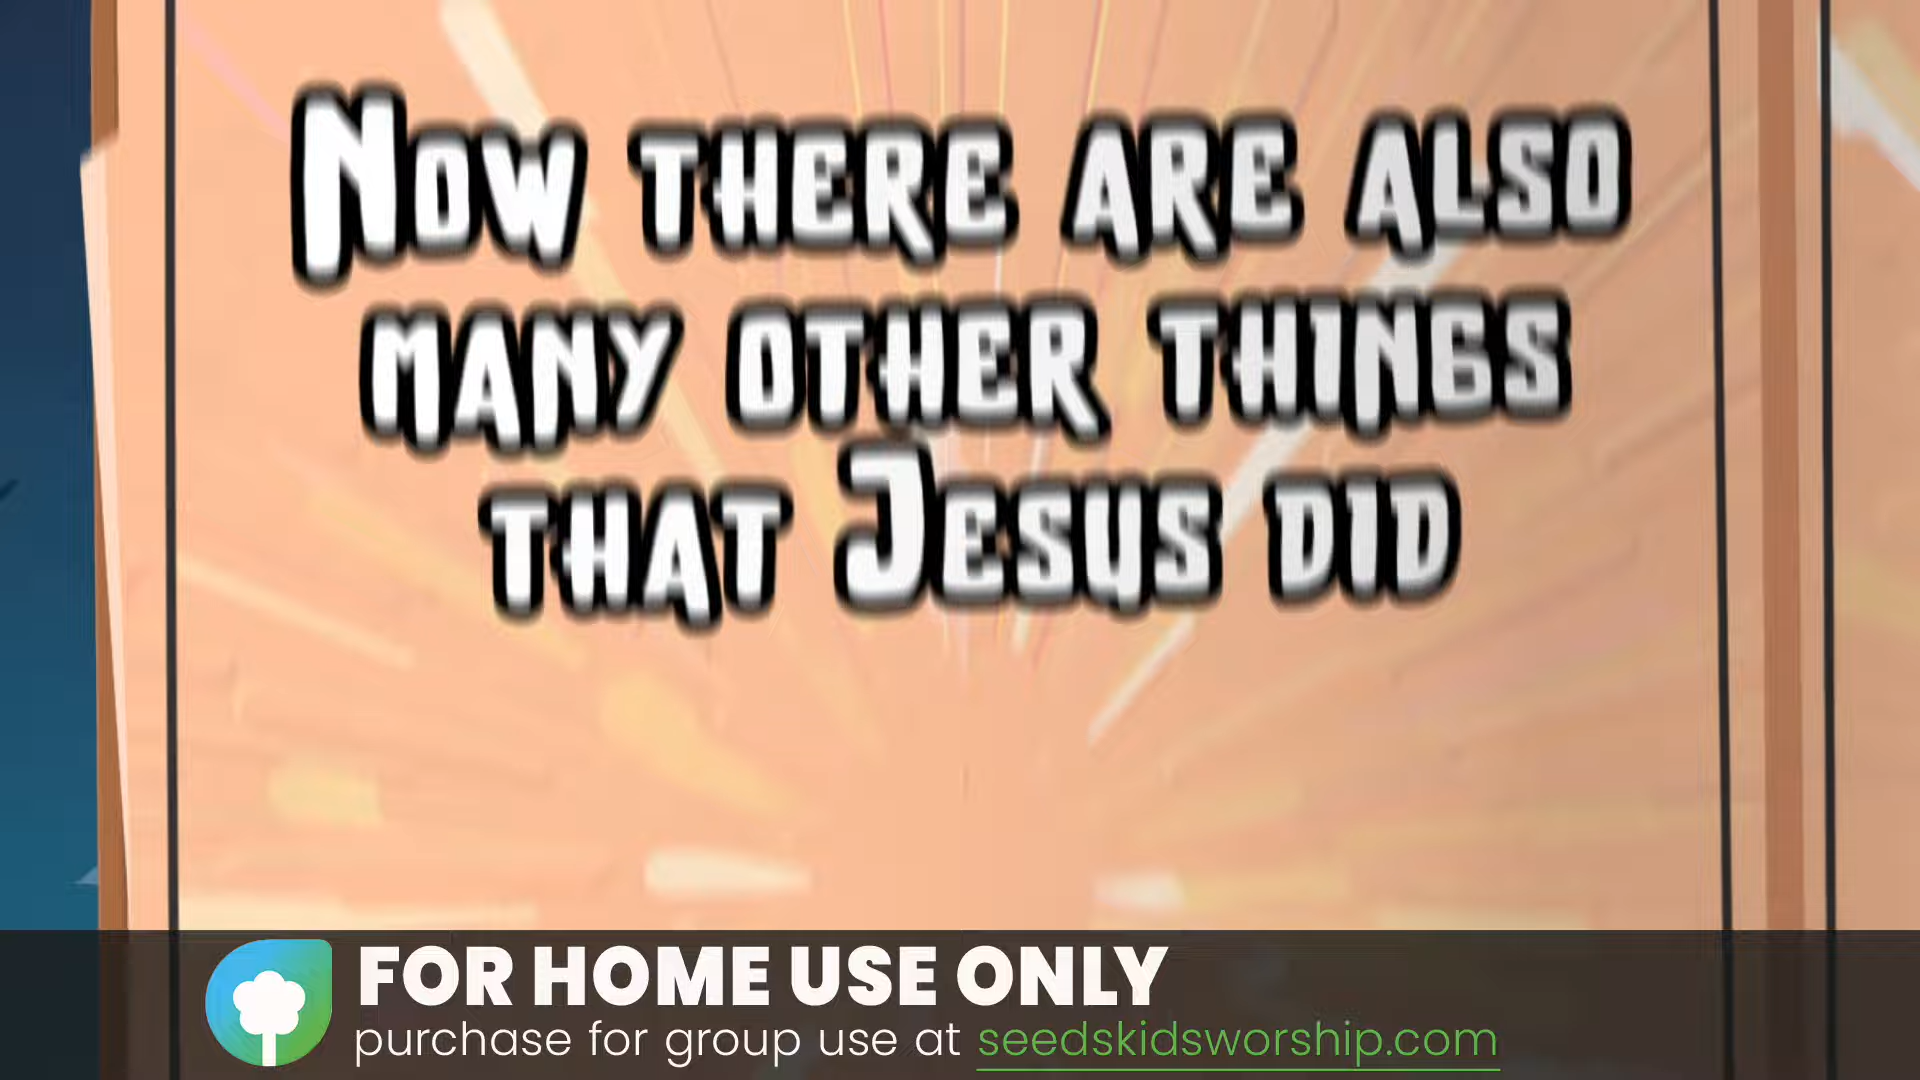 Now there are also
many other things
that Jesus did
FOR HOME USE ONLY
purchase for group use at seedskidsworship.com